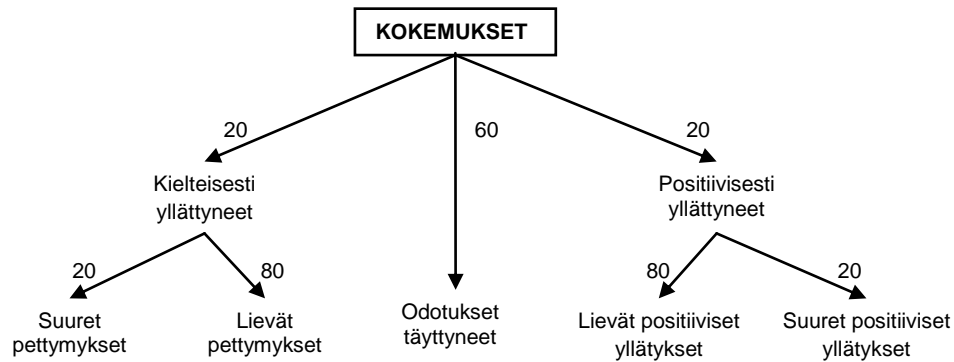 KOKEMUKSET
20
60
20
Kielteisesti
yllättyneet
Positiivisesti
yllättyneet
20
80
80
20
Suuret
pettymykset
Lievät
pettymykset
Odotukset
täyttyneet
Lievät positiiviset
yllätykset
Suuret positiiviset
yllätykset